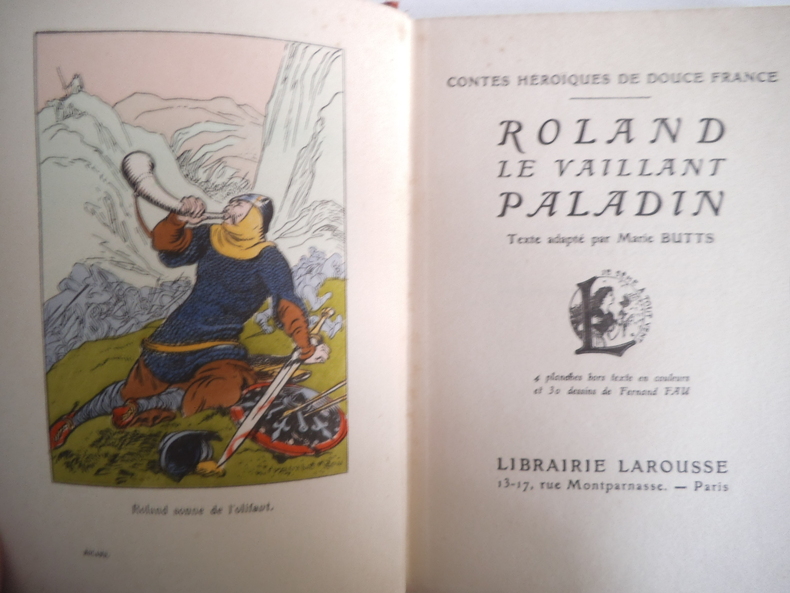 Roland sonne de l'olifant.
CONTES HÉROÏQUES DE DOUCE FRANCE
ROLAND
LE VAILLANT
PALADIN
Texte adapté par Marie BUTTS
4 planches hors texte en couleurs
et 30 dessins de Fernand FAU
LIBRAIRIE LAROUSSE
13-17, rue Montparnasse. — Paris